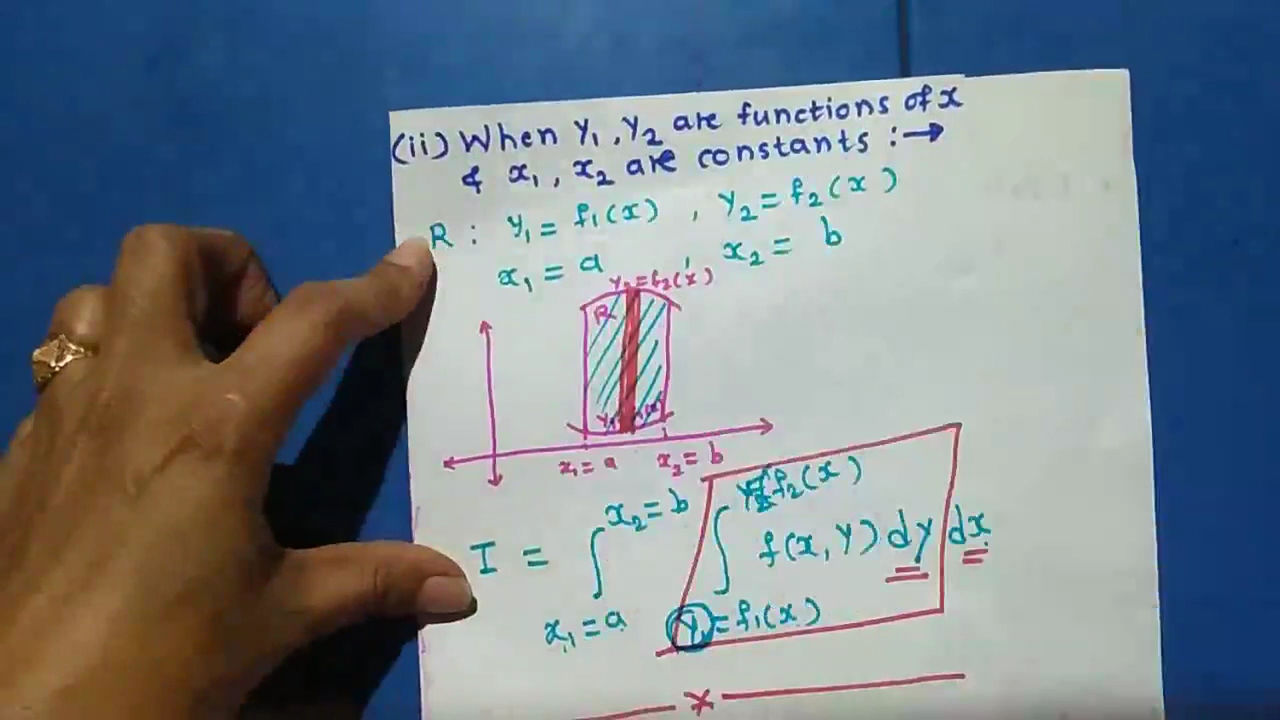 (ii) When y₁, y₂ are functions of x
& x₁, x₂ are constants :→
R : y₁ = f₁(x) , y₂ = f₂(x)
x₁ = a x₂ = b
y₂ = f₂(x)
R
x₁ = a x₂ = b
I = ∫ x₂ = b x₁ = a ∫ y₂ = f₂(x) y₁ = f₁(x) f(x, y) dy dx
x